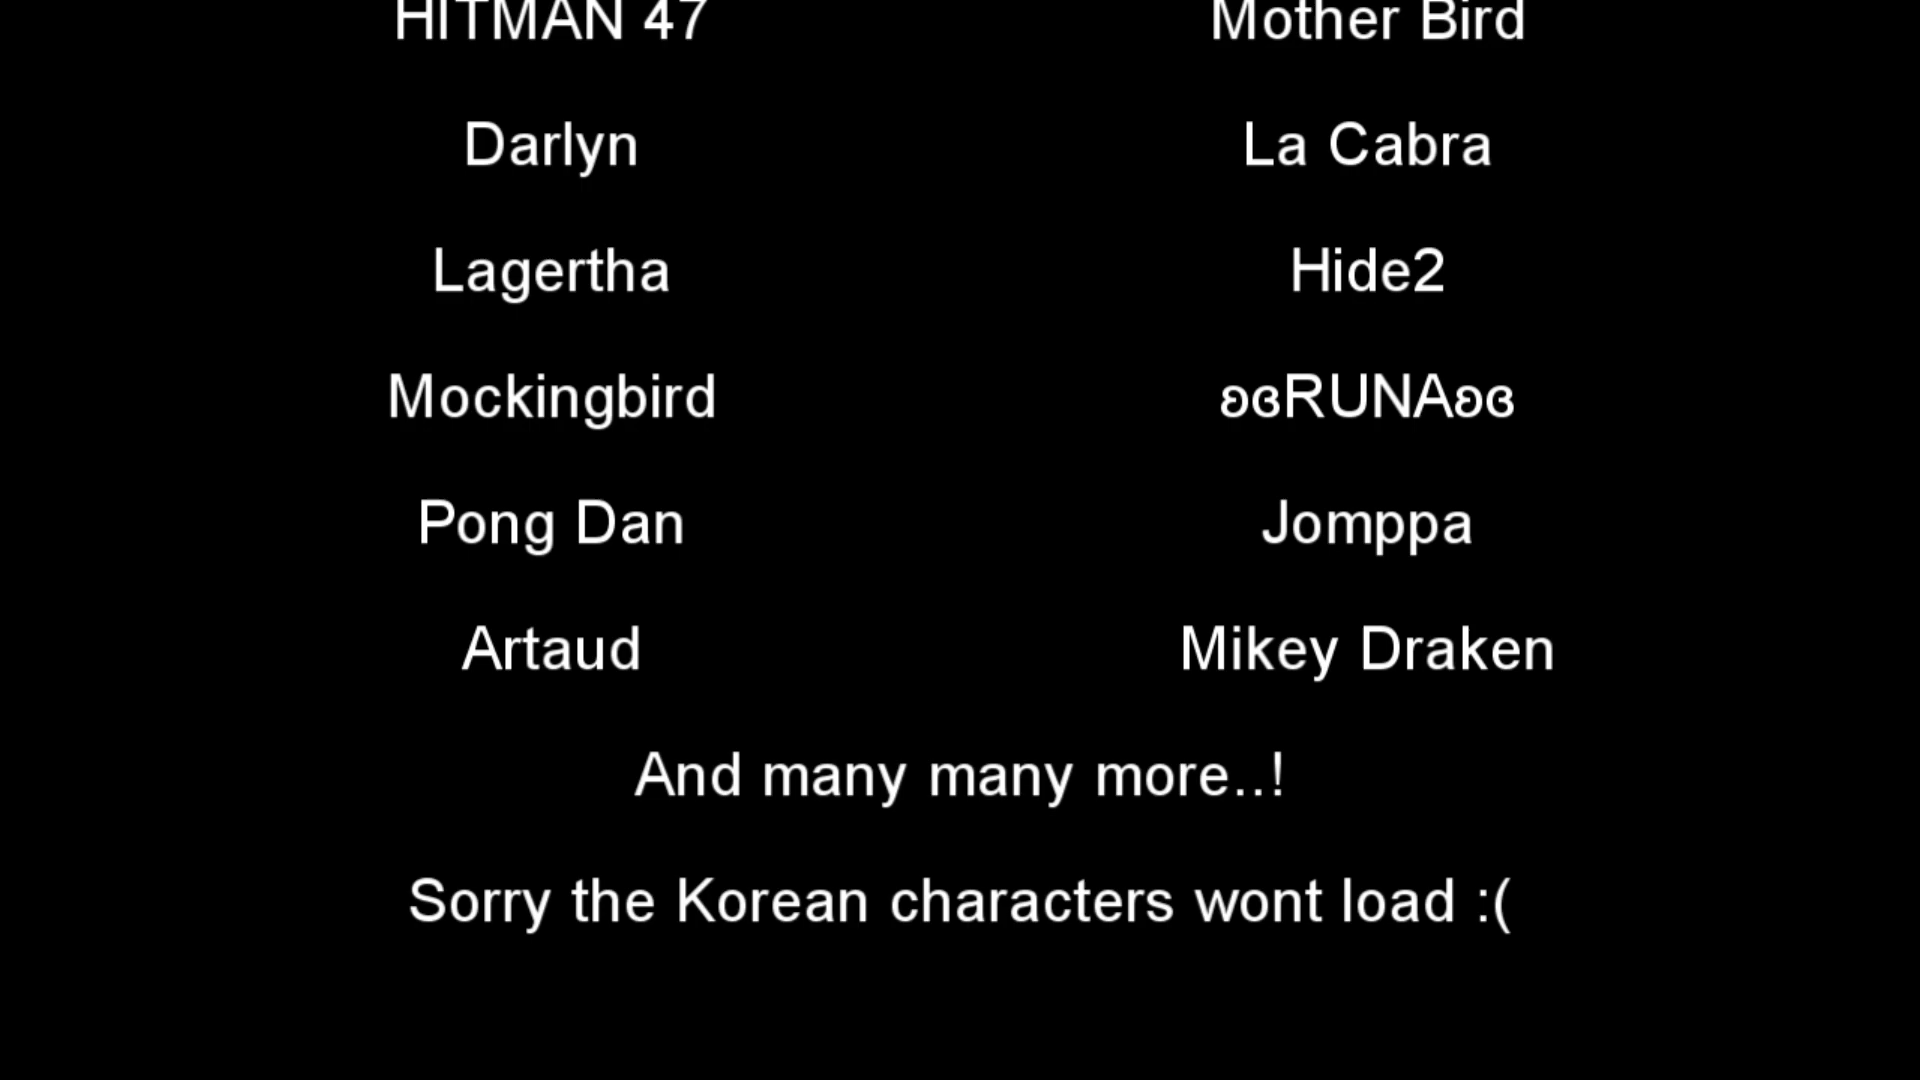 HITMAN 47 Mother Bird
Darlyn La Cabra
Lagertha Hide2
Mockingbird ʚɞRUNAʚɞ
Pong Dan Jomppa
Artaud Mikey Draken
And many many more..!
Sorry the Korean characters wont load :(